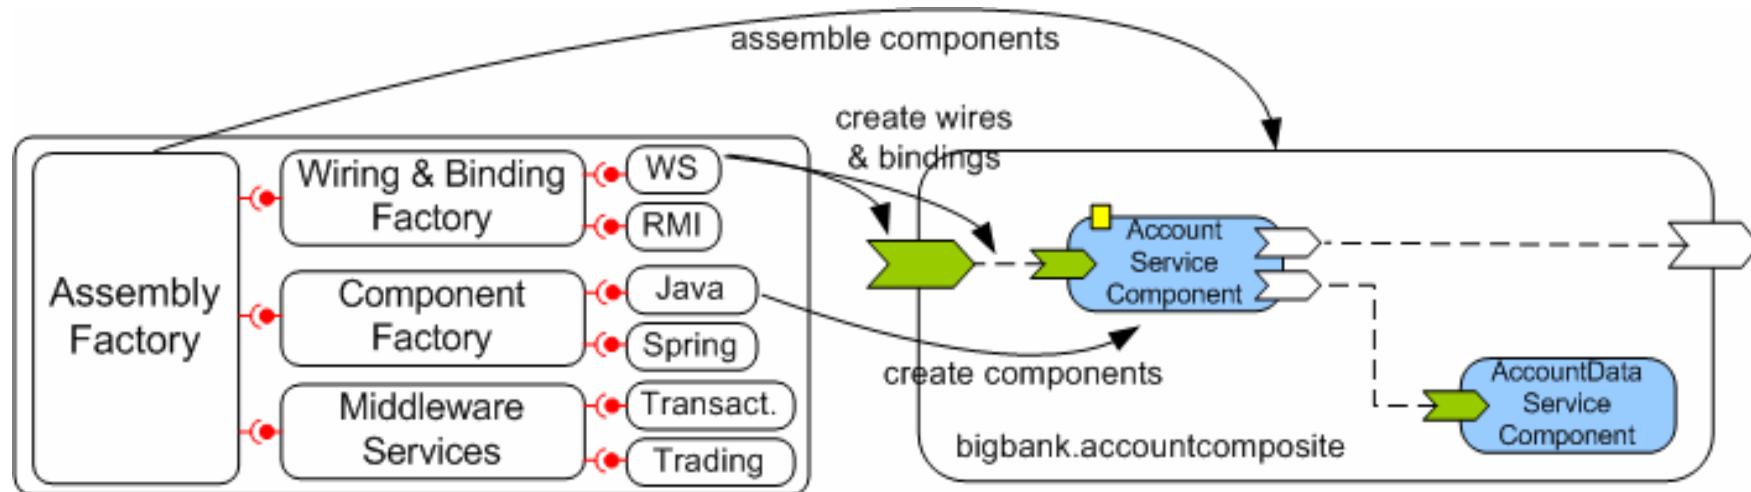 assemble components
create wires
& bindings
Assembly
Factory
Wiring & Binding
Factory
WS
RMI
Component
Factory
Java
Spring
Middleware
Services
Transact.
Trading
create components
Account
Service
Component
AccountData
Service
Component
bigbank.accountcomposite